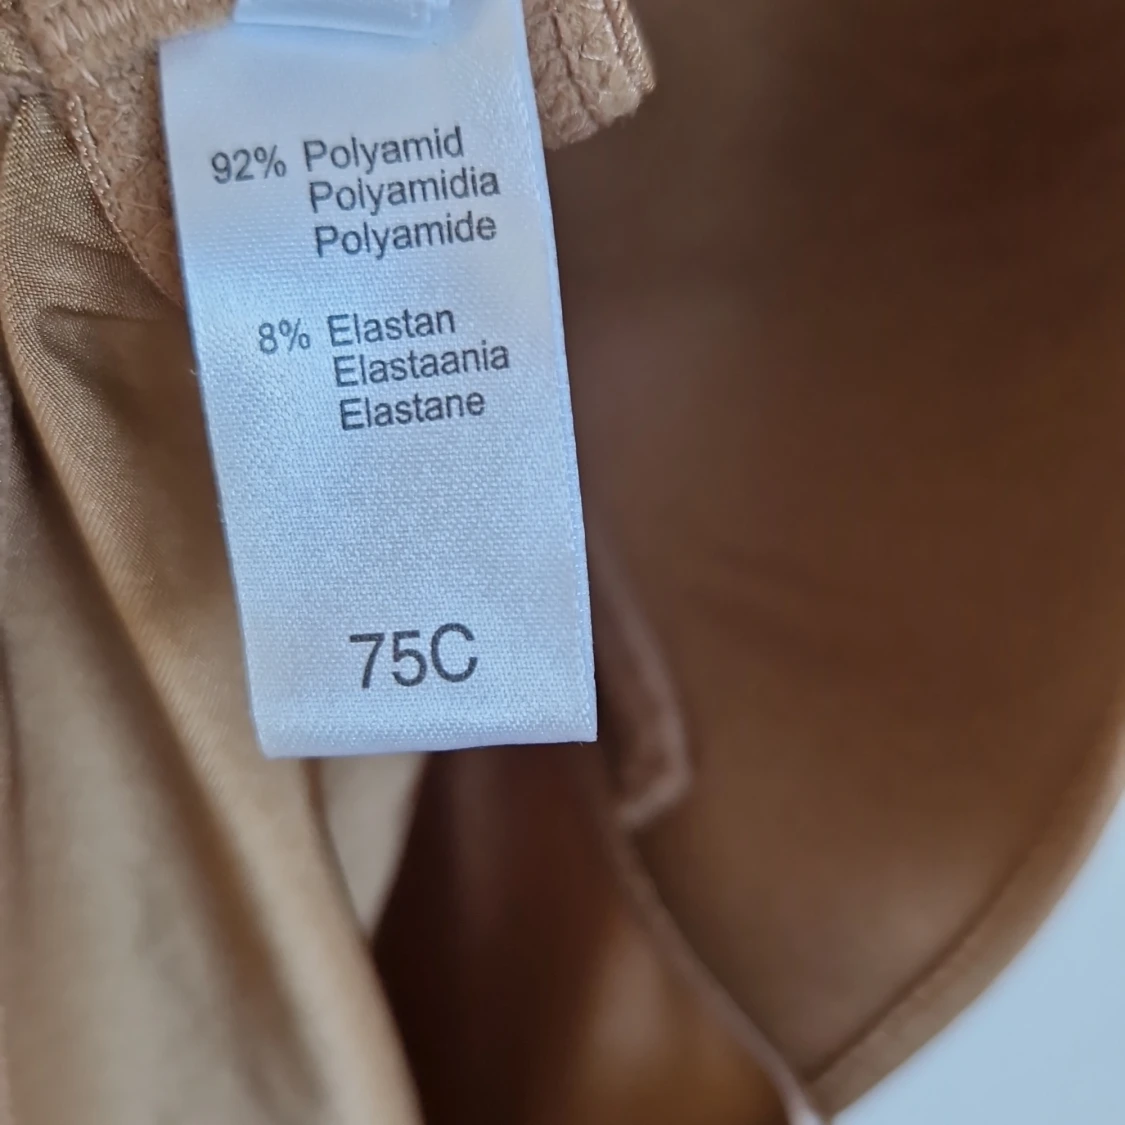 92% Polyamid
Polyamidia
Polyamide
8% Elastan
Elastaania
Elastane
75C